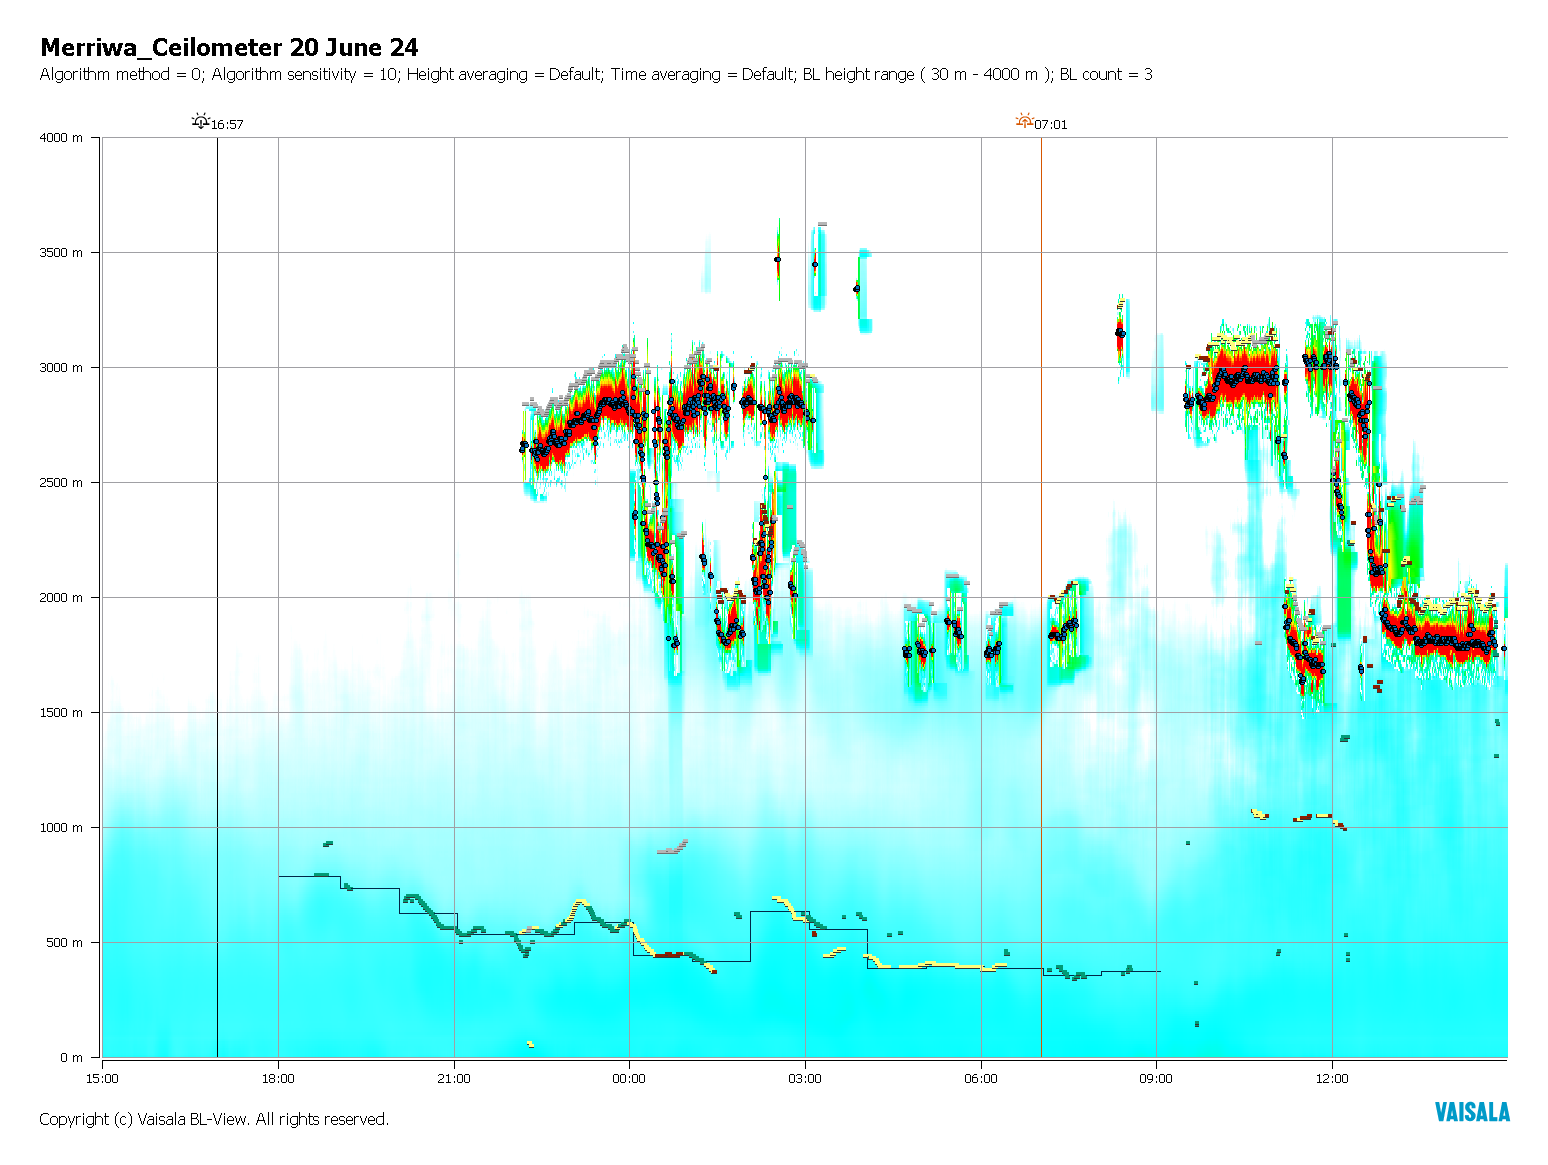 Merriwa_Ceilometer 20 June 24
Algorithm method = 0; Algorithm sensitivity = 10; Height averaging = Default; Time averaging = Default; BL height range ( 30 m - 4000 m ); BL count = 3
16:57
07:01
4000 m
3500 m
3000 m
2500 m
2000 m
1500 m
1000 m
500 m
0 m
15:00 18:00 21:00 00:00 03:00 06:00 09:00 12:00
Copyright (c) Vaisala BL-View. All rights reserved.
VAISALA